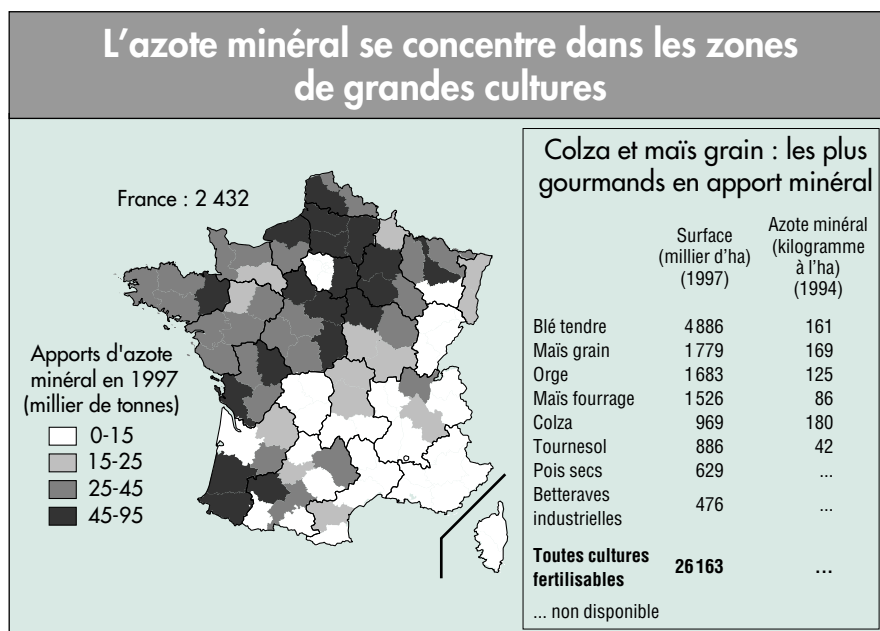 L'azote minéral se concentre dans les zones
de grandes cultures
France : 2 432
Apports d'azote
minéral en 1997
(millier de tonnes)
0-15
15-25
25-45
45-95
Colza et maïs grain : les plus
gourmands en apport minéral
Surface
(millier d'ha)
(1997)
Azote minéral
(kilogramme
à l'ha)
(1994)
Blé tendre 4 886 161
Maïs grain 1 779 169
Orge 1 683 125
Maïs fourrage 1 526 86
Colza 969 180
Tournesol 886 42
Pois secs 629 ...
Betteraves
industrielles 476 ...
Toutes cultures
fertilisables 26 163 ...
... non disponible